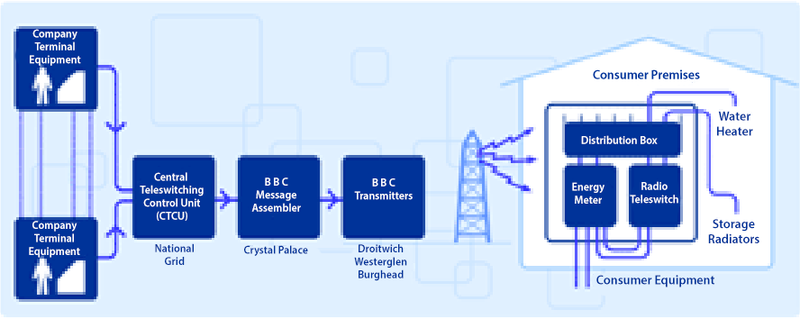 Company
Terminal
Equipment
Company
Terminal
Equipment
Central
Teleswitching
Control Unit
(CTCU)
National
Grid
B B C
Message
Assembler
Crystal Palace
B B C
Transmitters
Droitwich
Westerglen
Burghead
Consumer Premises
Distribution Box
Energy
Meter
Radio
Teleswitch
Water
Heater
Storage
Radiators
Consumer Equipment